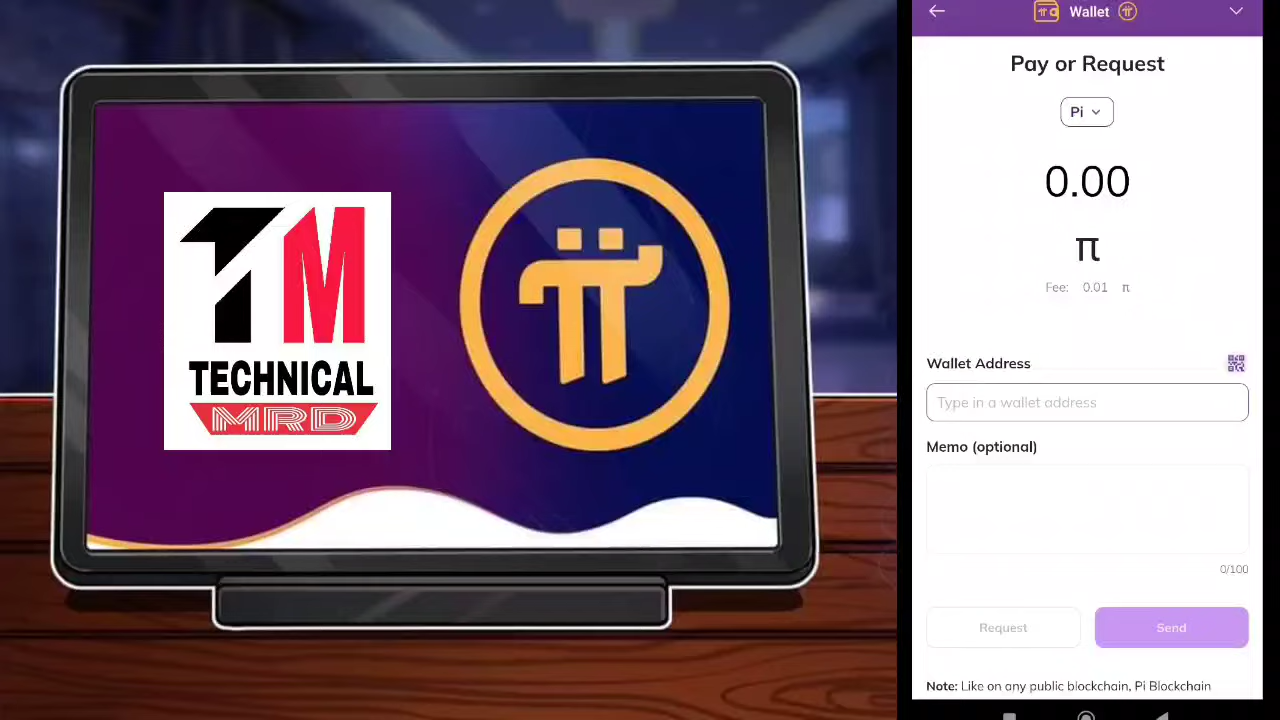 TM
TECHNICAL
MRD
Wallet
Pay or Request
Pi
0.00
π
Fee: 0.01 π
Wallet Address
Type in a wallet address
Memo (optional)
0/100
Request
Send
Note: Like on any public blockchain, Pi Blockchain